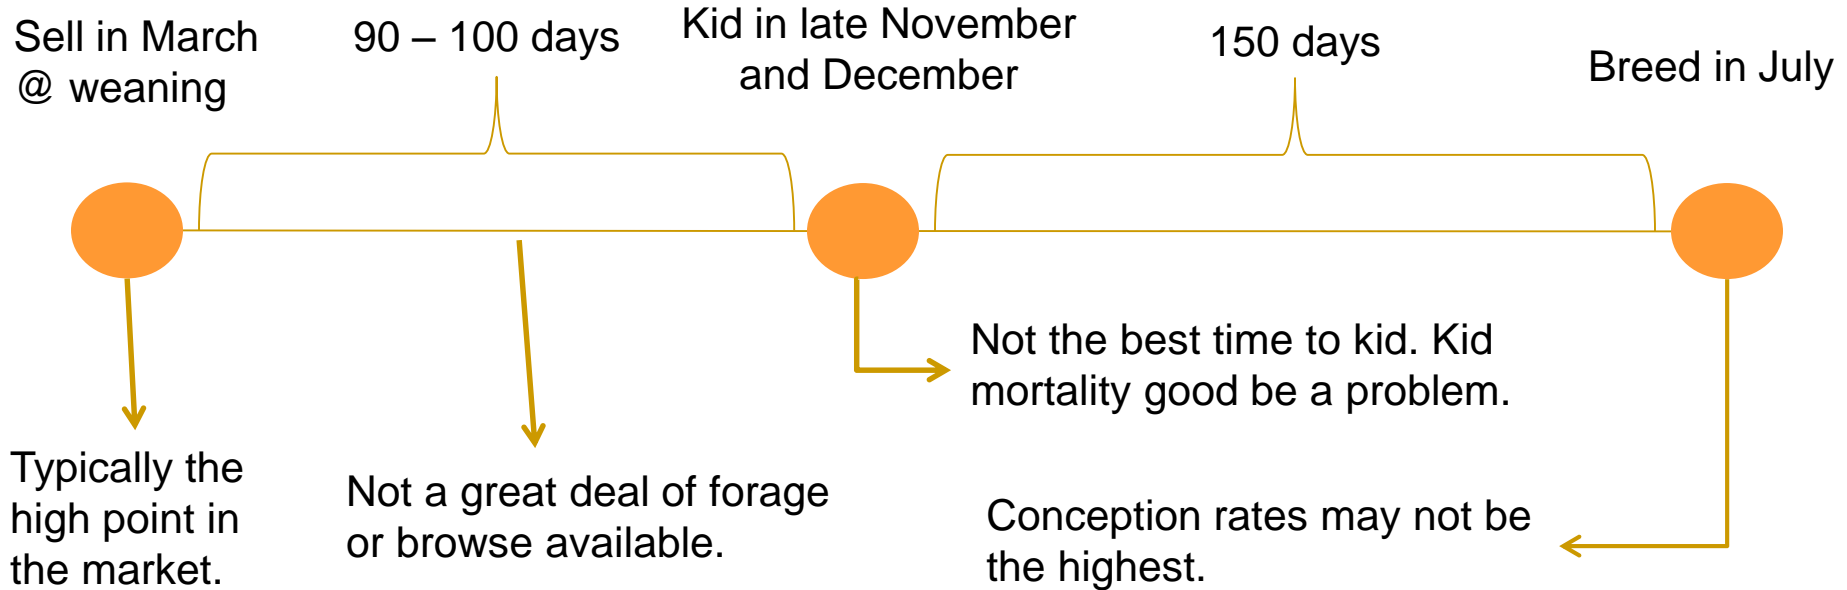 Sell in March
@ weaning
90 – 100 days
Kid in late November
and December
150 days
Breed in July
Typically the
high point in
the market.
Not a great deal of forage
or browse available.
Not the best time to kid. Kid
mortality good be a problem.
Conception rates may not be
the highest.